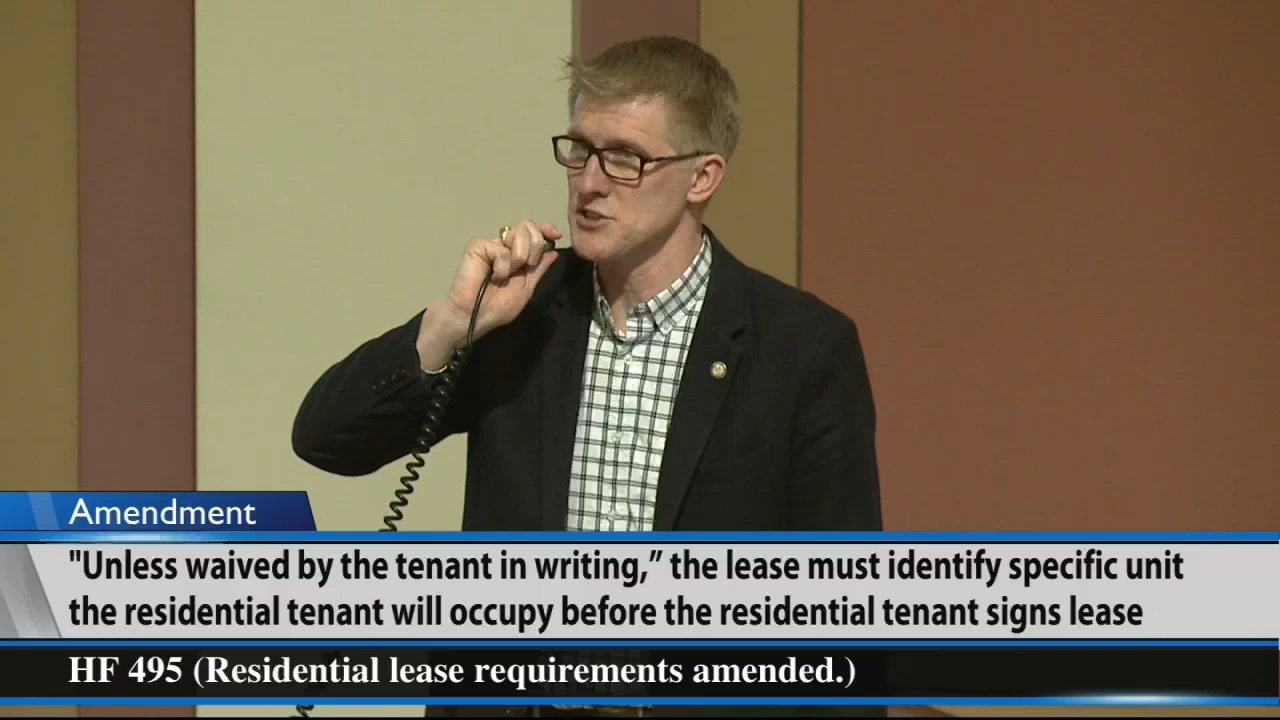 Amendment
"Unless waived by the tenant in writing,” the lease must identify specific unit
the residential tenant will occupy before the residential tenant signs lease
HF 495 (Residential lease requirements amended.)